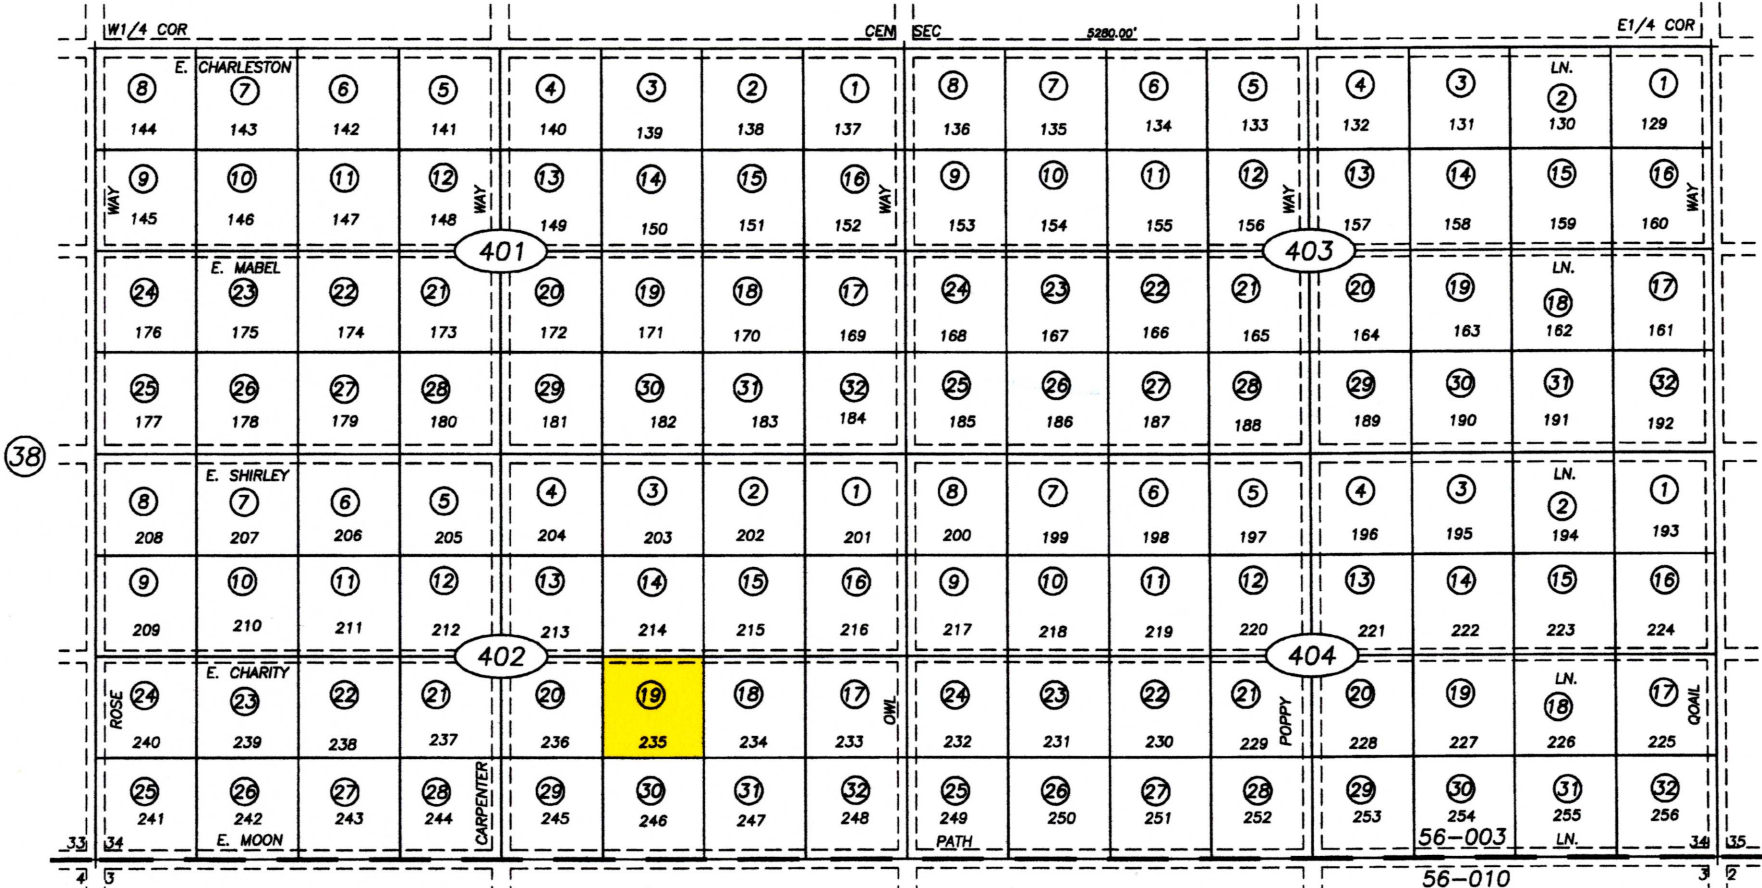 W1/4 COR CEN SEC 5280.00' E1/4 COR
E. CHARLESTON LN.
8 7 6 5 4 3 2 1 8 7 6 5 4 3 2 1
144 143 142 141 140 139 138 137 136 135 134 133 132 131 130 129
9 10 11 12 13 14 15 16 9 10 11 12 13 14 15 16
WAY WAY WAY WAY WAY
145 146 147 148 149 150 151 152 153 154 155 156 157 158 159 160
401 403
E. MABEL LN.
24 23 22 21 20 19 18 17 24 23 22 21 20 19 18 17
176 175 174 173 172 171 170 169 168 167 166 165 164 163 162 161
25 26 27 28 29 30 31 32 25 26 27 28 29 30 31 32
177 178 179 180 181 182 183 184 185 186 187 188 189 190 191 192
38
E. SHIRLEY LN.
8 7 6 5 4 3 2 1 8 7 6 5 4 3 2 1
208 207 206 205 204 203 202 201 200 199 198 197 196 195 194 193
9 10 11 12 13 14 15 16 9 10 11 12 13 14 15 16
209 210 211 212 213 214 215 216 217 218 219 220 221 222 223 224
402 404
E. CHARITY LN.
24 23 22 21 20 19 18 17 24 23 22 21 20 19 18 17
ROSE OWL POPPY QOAIL
240 239 238 237 236 235 234 233 232 231 230 229 228 227 226 225
25 26 27 28 29 30 31 32 25 26 27 28 29 30 31 32
CARPENTER
241 242 243 244 245 246 247 248 249 250 251 252 253 254 255 256
33 34 E. MOON PATH 56-003 LN. 34 35
4 3 56-010 3 2